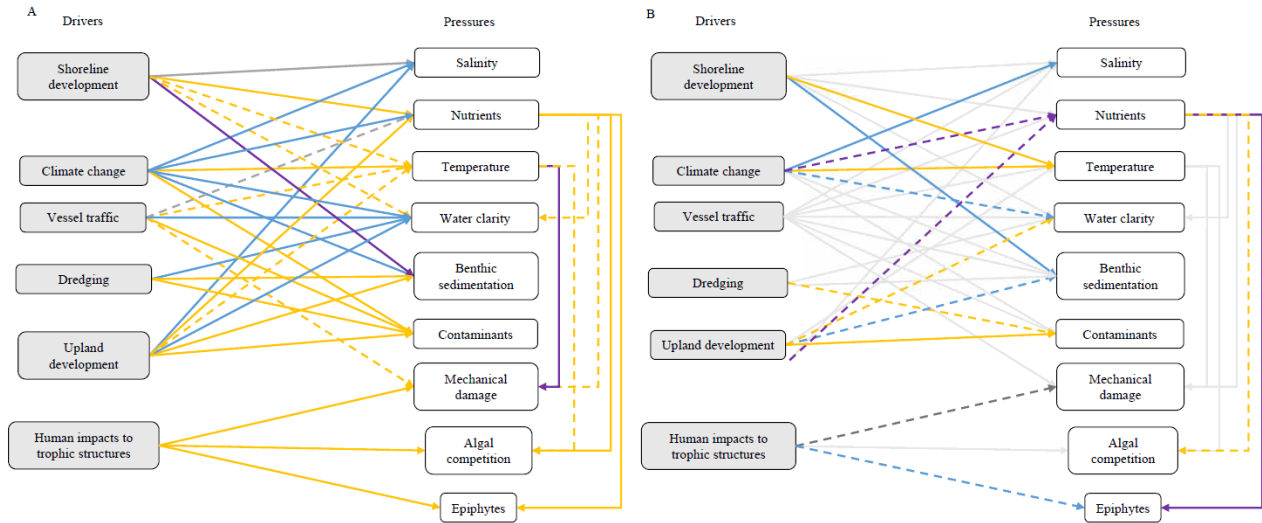 A
Drivers
Pressures
Shoreline
development
Climate change
Vessel traffic
Dredging
Upland
development
Human impacts to
trophic structures
Salinity
Nutrients
Temperature
Water clarity
Benthic
sedimentation
Contaminants
Mechanical
damage
Algal
competition
Epiphytes
B
Drivers
Pressures
Shoreline
development
Climate change
Vessel traffic
Dredging
Upland development
Human impacts to
trophic structures
Salinity
Nutrients
Temperature
Water clarity
Benthic
sedimentation
Contaminants
Mechanical
damage
Algal
competition
Epiphytes